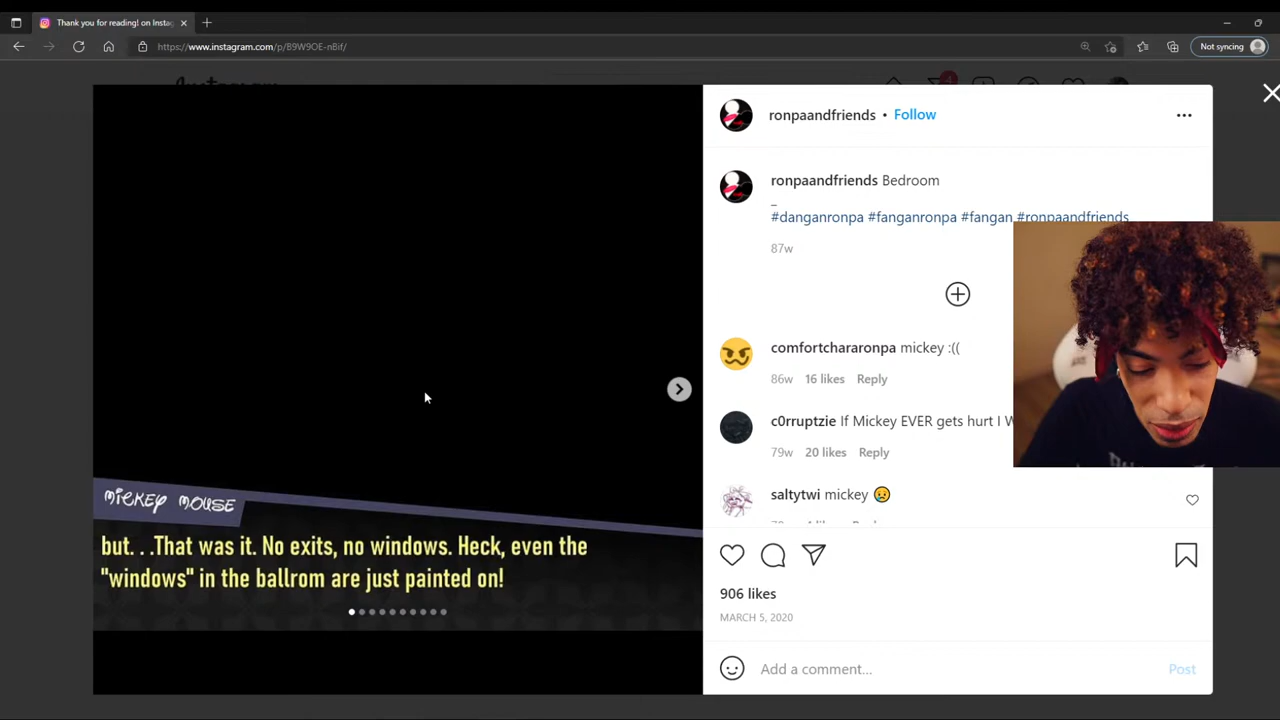 Thank you for reading! on Insta
Not syncing
https://www.instagram.com/p/B9W9OE-nBif/
Instagram
4
ronpaandfriends • Follow
ronpaandfriends Bedroom
_
#danganronpa #fanganronpa #fangan #ronpaandfriends
87w
comfortchararonpa mickey :((
86w 16 likes Reply
c0rruptzie If Mickey EVER gets hurt I
79w 20 likes Reply
saltytwi mickey 😢
MICKEY MOUSE
but. . .That was it. No exits, no windows. Heck, even the
"windows" in the ballrom are just painted on!
906 likes
MARCH 5, 2020
Add a comment...
Post